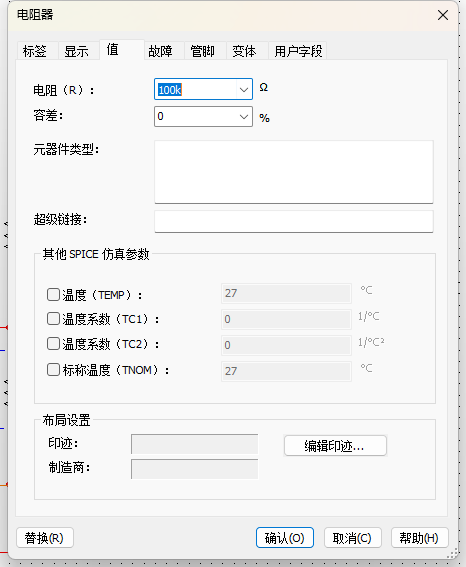 电阻器
标签 显示 值 故障 管脚 变体 用户字段
电阻（R）: 100k Ω
容差: 0 %
元器件类型:
超级链接:
其他 SPICE 仿真参数
温度（TEMP）: 27 °C
温度系数（TC1）: 0 1/°C
温度系数（TC2）: 0 1/°C²
标称温度（TNOM）: 27 °C
布局设置
印迹:
编辑印迹...
制造商:
替换(R) 确认(O) 取消(C) 帮助(H)